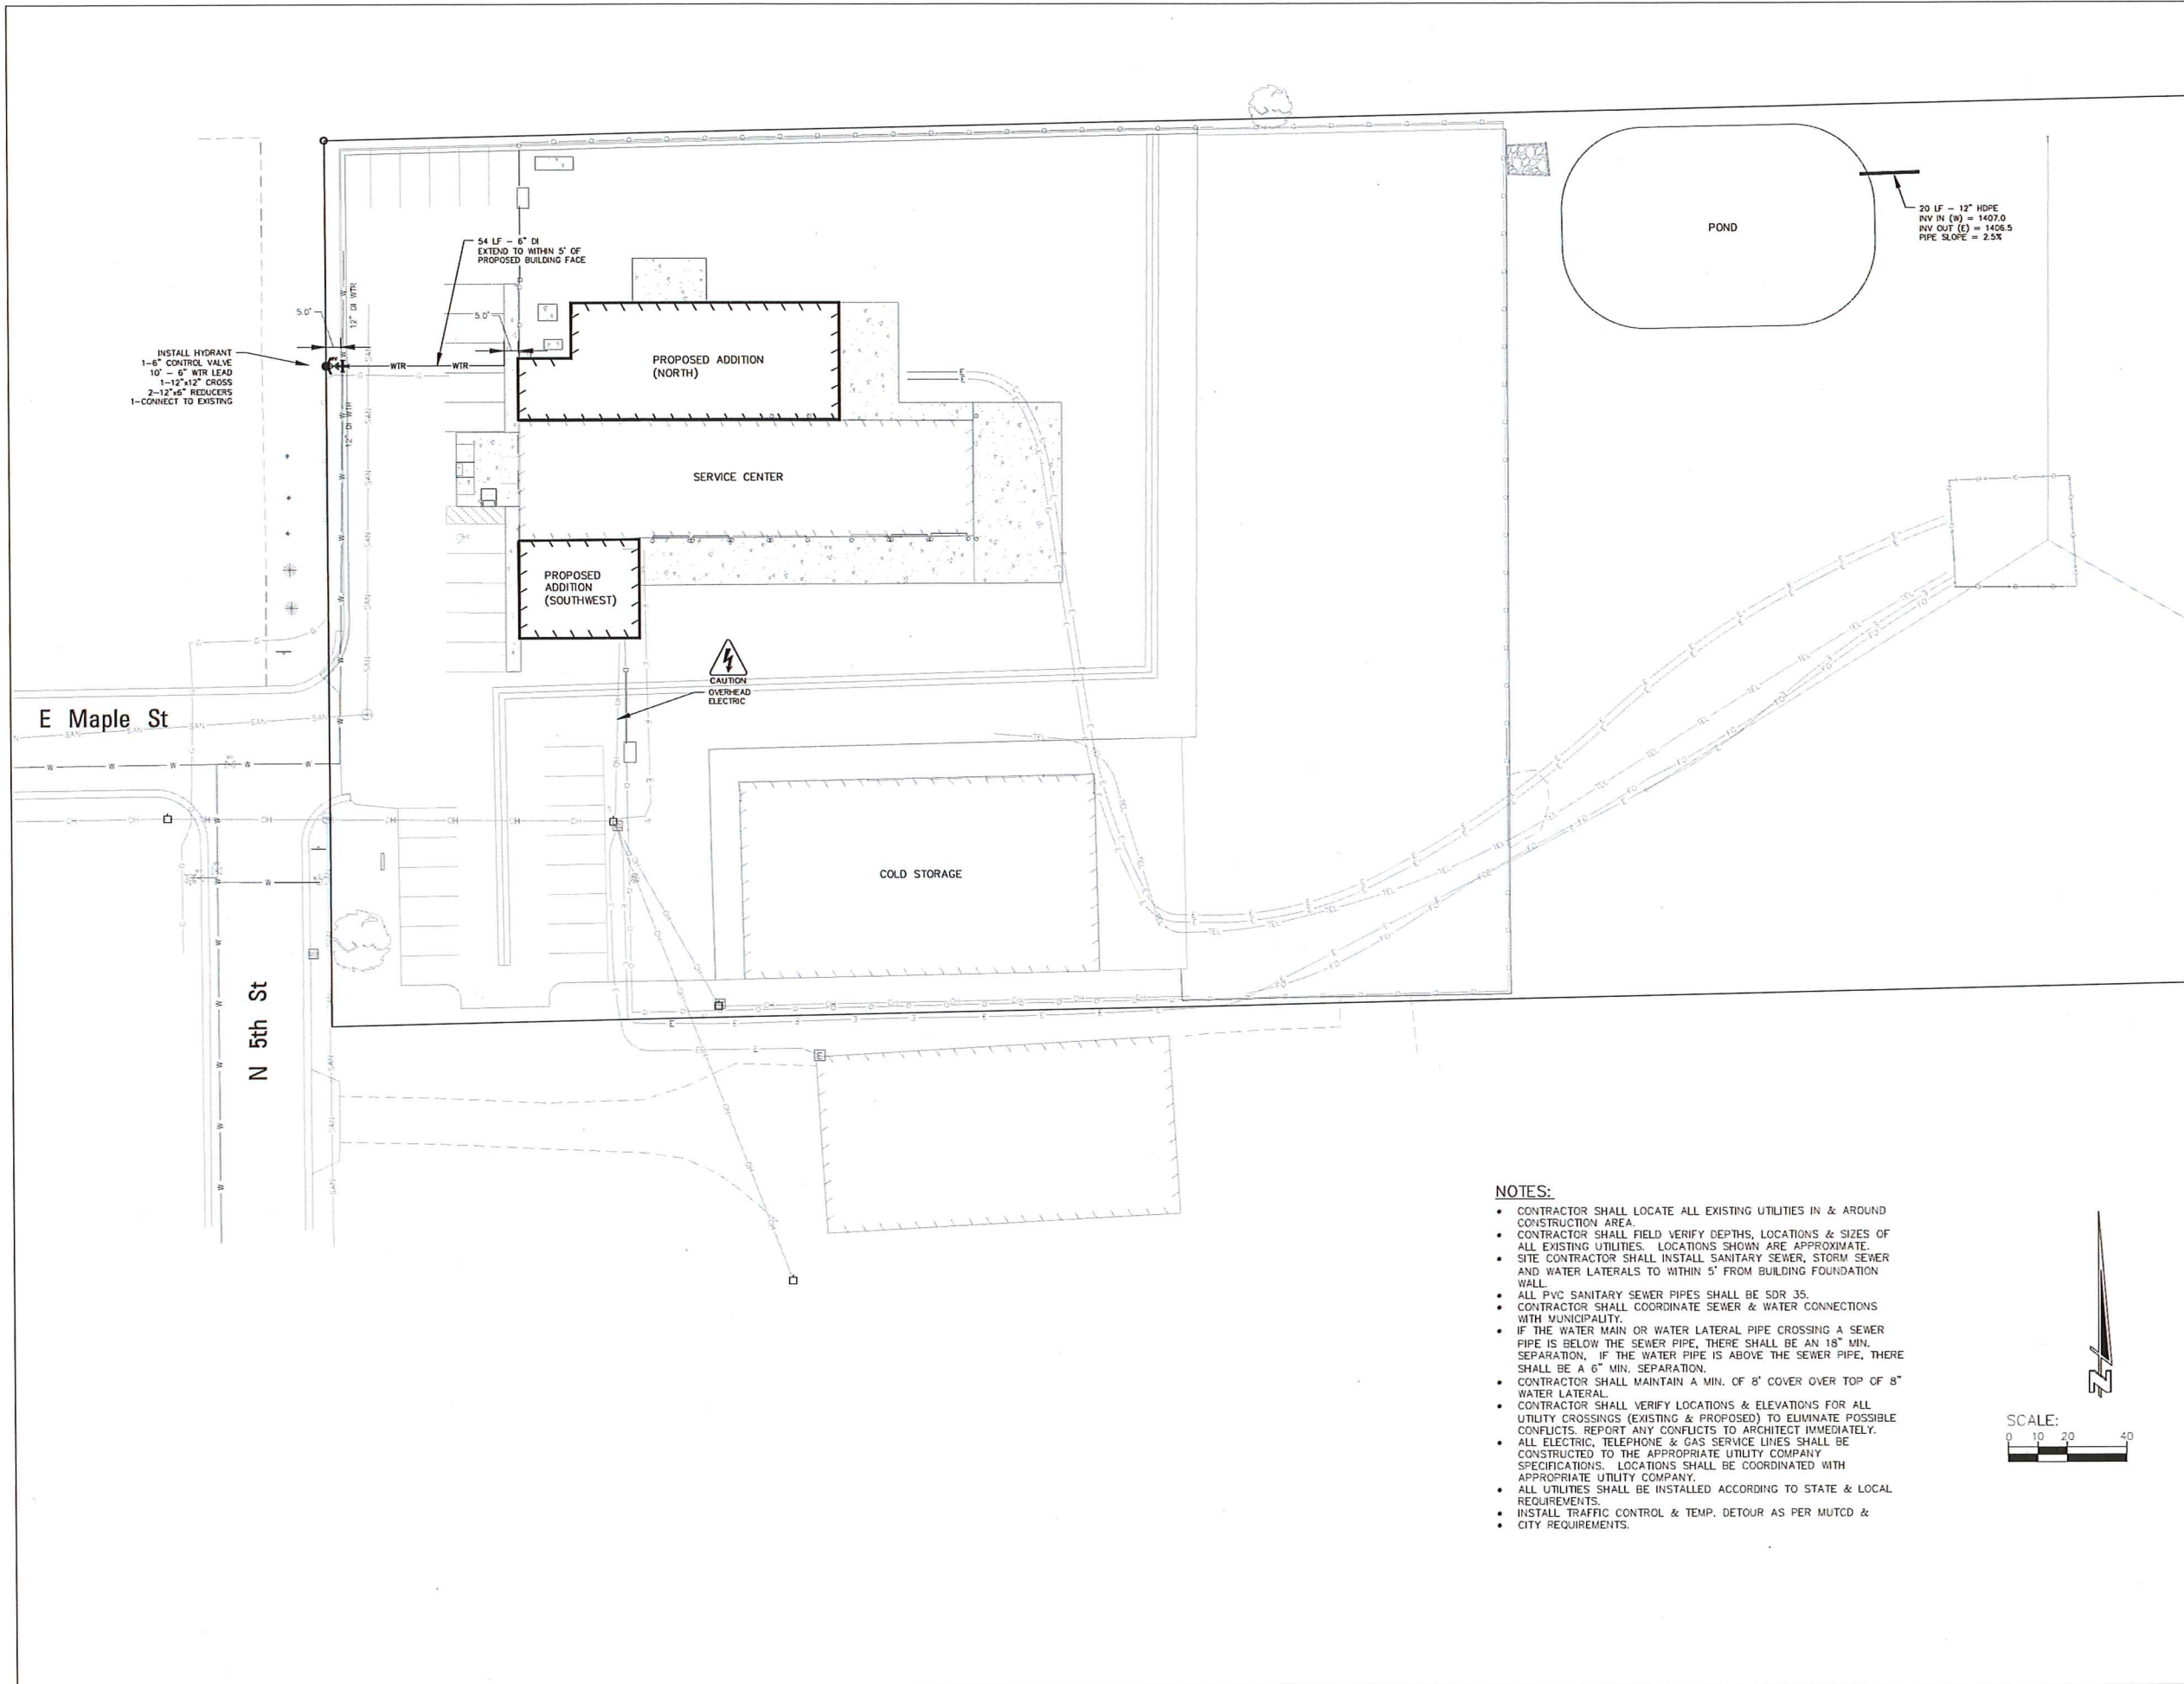 54 LF - 6" DI
EXTEND TO WITHIN 5' OF
PROPOSED BUILDING FACE
20 LF - 12" HDPE
INV IN (W) = 1407.0
INV OUT (E) = 1406.5
PIPE SLOPE = 2.5%
POND
12" DI WTR
5.0'
5.0'
INSTALL HYDRANT
1-6" CONTROL VALVE
10' - 6" WTR LEAD
1-12"x12" CROSS
2-12"x6" REDUCERS
1-CONNECT TO EXISTING
WTR
WTR
12" DI WTR
PROPOSED ADDITION
(NORTH)
SERVICE CENTER
PROPOSED
ADDITION
(SOUTHWEST)
CAUTION
OVERHEAD
ELECTRIC
E Maple St
COLD STORAGE
N 5th St
NOTES:
• CONTRACTOR SHALL LOCATE ALL EXISTING UTILITIES IN & AROUND
CONSTRUCTION AREA.
• CONTRACTOR SHALL FIELD VERIFY DEPTHS, LOCATIONS & SIZES OF
ALL EXISTING UTILITIES. LOCATIONS SHOWN ARE APPROXIMATE.
• SITE CONTRACTOR SHALL INSTALL SANITARY SEWER, STORM SEWER
AND WATER LATERALS TO WITHIN 5' FROM BUILDING FOUNDATION
WALL.
• ALL PVC SANITARY SEWER PIPES SHALL BE SDR 35.
• CONTRACTOR SHALL COORDINATE SEWER & WATER CONNECTIONS
WITH MUNICIPALITY.
• IF THE WATER MAIN OR WATER LATERAL PIPE CROSSING A SEWER
PIPE IS BELOW THE SEWER PIPE, THERE SHALL BE AN 18" MIN.
SEPARATION, IF THE WATER PIPE IS ABOVE THE SEWER PIPE, THERE
SHALL BE A 6" MIN. SEPARATION.
• CONTRACTOR SHALL MAINTAIN A MIN. OF 8' COVER OVER TOP OF 8"
WATER LATERAL.
• CONTRACTOR SHALL VERIFY LOCATIONS & ELEVATIONS FOR ALL
UTILITY CROSSINGS (EXISTING & PROPOSED) TO ELIMINATE POSSIBLE
CONFLICTS. REPORT ANY CONFLICTS TO ARCHITECT IMMEDIATELY.
• ALL ELECTRIC, TELEPHONE & GAS SERVICE LINES SHALL BE
CONSTRUCTED TO THE APPROPRIATE UTILITY COMPANY
SPECIFICATIONS. LOCATIONS SHALL BE COORDINATED WITH
APPROPRIATE UTILITY COMPANY.
• ALL UTILITIES SHALL BE INSTALLED ACCORDING TO STATE & LOCAL
REQUIREMENTS.
• INSTALL TRAFFIC CONTROL & TEMP. DETOUR AS PER MUTCD &
• CITY REQUIREMENTS.
N
SCALE:
0 10 20 40